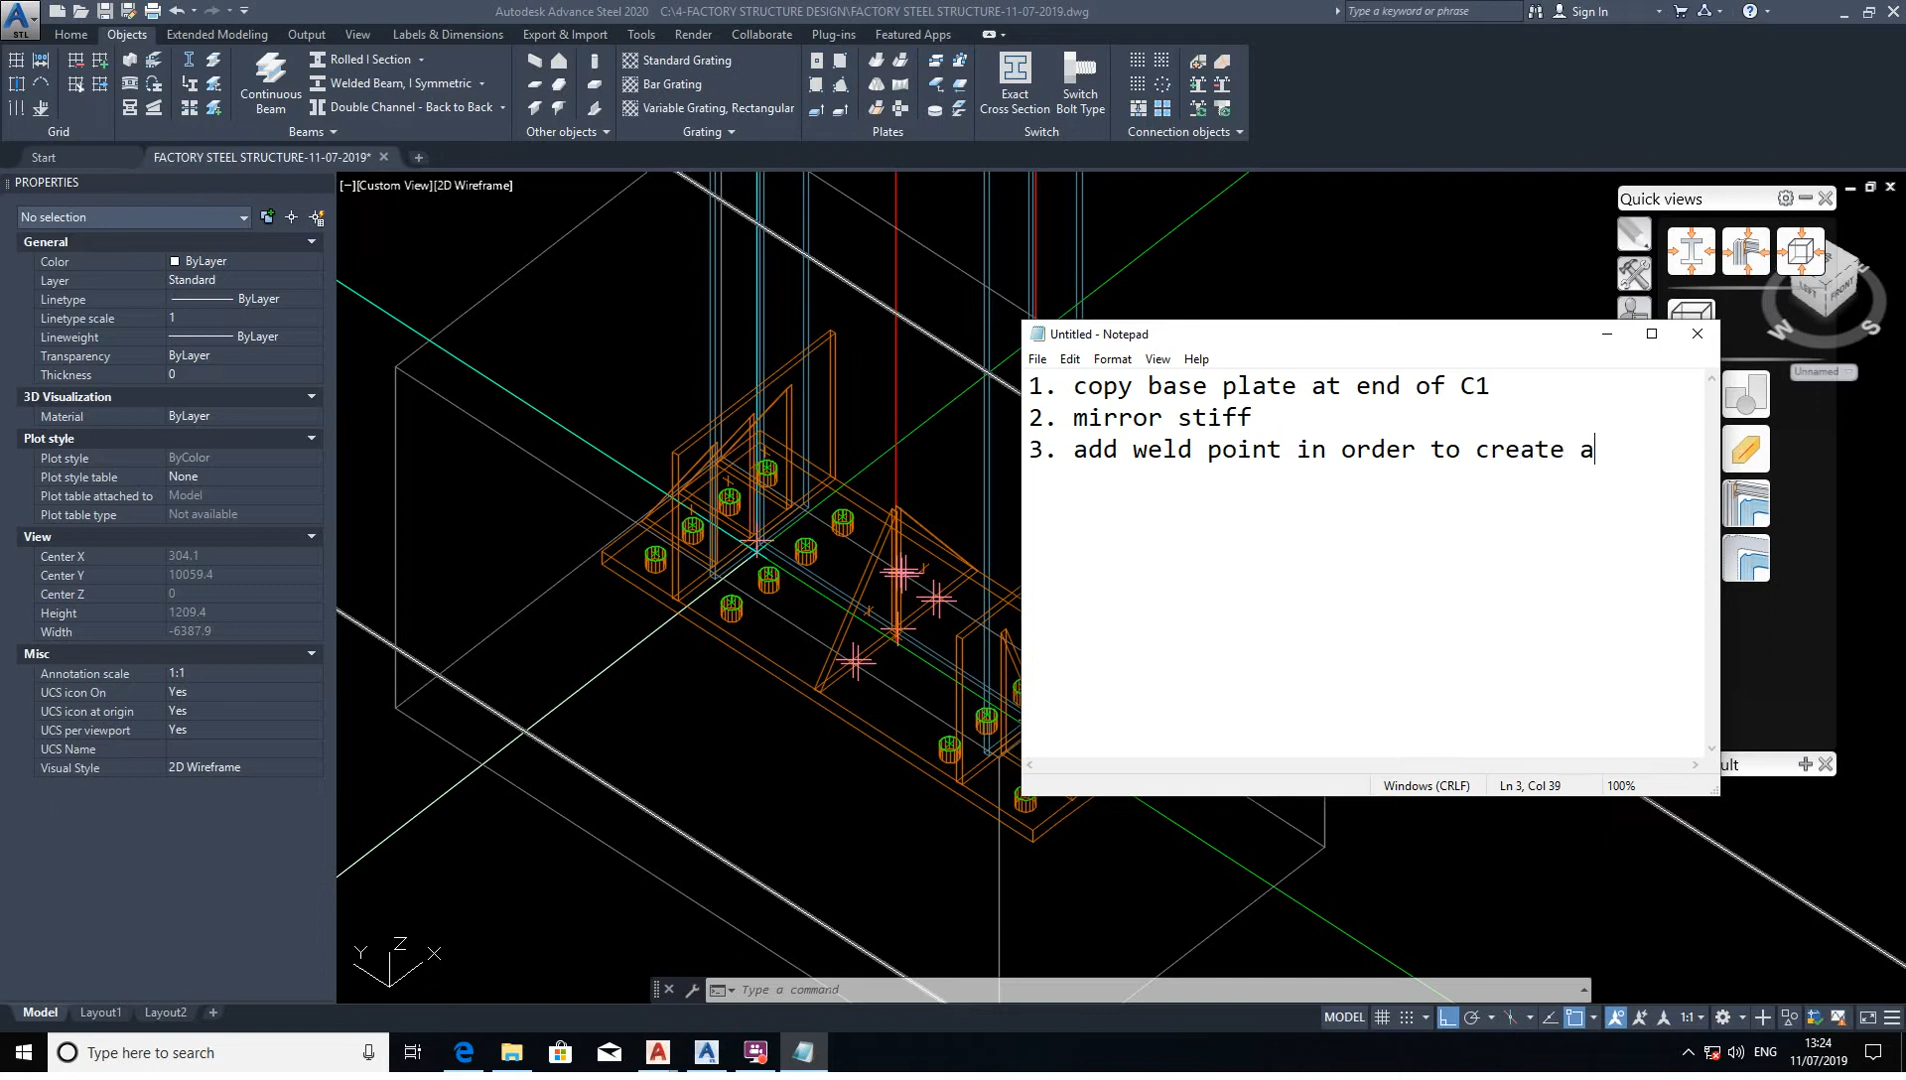 STL
Autodesk Advance Steel 2020 C:\4-FACTORY STRUCTURE DESIGN\FACTORY STEEL STRUCTURE-11-07-2019.dwg
Type a keyword or phrase
Sign In
Home
Objects
Extended Modeling
Output
View
Labels & Dimensions
Export & Import
Tools
Render
Collaborate
Plug-ins
Featured Apps
Continuous
Beam
Rolled I Section
Welded Beam, I Symmetric
Double Channel - Back to Back
Standard Grating
Bar Grating
Variable Grating, Rectangular
Exact
Cross Section
Switch
Bolt Type
Grid
Beams
Other objects
Grating
Plates
Switch
Connection objects
Start
FACTORY STEEL STRUCTURE-11-07-2019*
PROPERTIES
No selection
General
Color ByLayer
Layer Standard
Linetype ByLayer
Linetype scale 1
Lineweight ByLayer
Transparency ByLayer
Thickness 0
3D Visualization
Material ByLayer
Plot style
Plot style ByColor
Plot style table None
Plot table attached to Model
Plot table type Not available
View
Center X 304.1
Center Y 10059.4
Center Z 0
Height 1209.4
Width -6387.9
Misc
Annotation scale 1:1
UCS icon On Yes
UCS icon at origin Yes
UCS per viewport Yes
UCS Name
Visual Style 2D Wireframe
[−][Custom View][2D Wireframe]
Quick views
LEFT
FRONT
W
S
Unnamed
Untitled - Notepad
File Edit Format View Help
1. copy base plate at end of C1
2. mirror stiff
3. add weld point in order to create a
Windows (CRLF)
Ln 3, Col 39
100%
ult
Y
Z
X
Type a command
Model
Layout1
Layout2
MODEL
1:1
Type here to search
ENG
13:24
11/07/2019